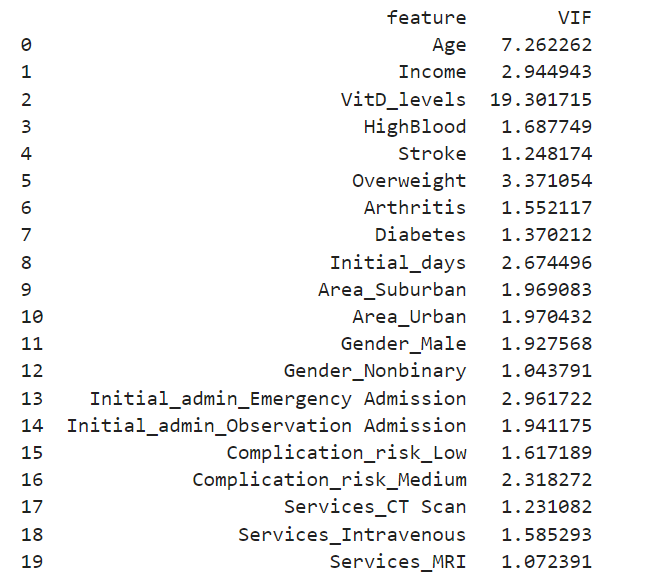 feature VIF
0 Age 7.262262
1 Income 2.944943
2 VitD_levels 19.301715
3 HighBlood 1.687749
4 Stroke 1.248174
5 Overweight 3.371054
6 Arthritis 1.552117
7 Diabetes 1.370212
8 Initial_days 2.674496
9 Area_Suburban 1.969083
10 Area_Urban 1.970432
11 Gender_Male 1.927568
12 Gender_Nonbinary 1.043791
13 Initial_admin_Emergency Admission 2.961722
14 Initial_admin_Observation Admission 1.941175
15 Complication_risk_Low 1.617189
16 Complication_risk_Medium 2.318272
17 Services_CT Scan 1.231082
18 Services_Intravenous 1.585293
19 Services_MRI 1.072391